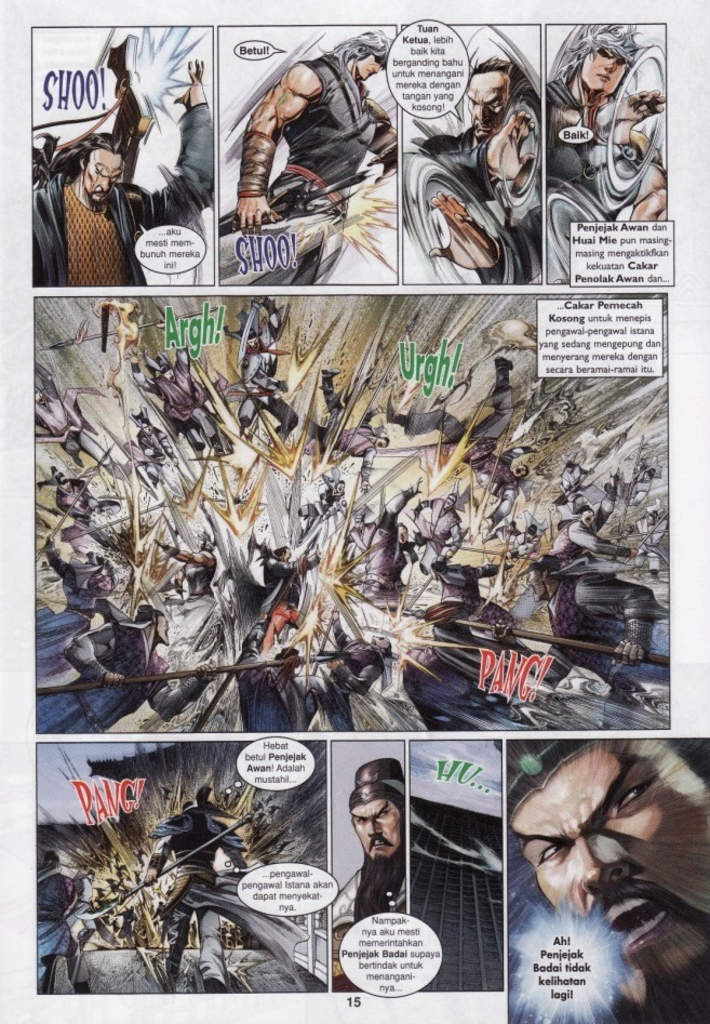 SHOO!
...aku
mesti mem-
bunuh mereka
ini!
Betul!
SHOO!
Tuan
Ketua, lebih
baik kita
berganding bahu
untuk menangani
mereka dengan
tangan yang
kosong!
Baik!
Penjejak Awan dan
Huai Mie pun masing-
masing mengaktikfkan
kekuatan Cakar
Penolak Awan dan...
...Cakar Pemecah
Kosong untuk menepis
pengawal-pengawal istana
yang sedang mengepung dan
menyerang mereka dengan
secara beramai-ramai itu.
Argh!
Urgh!
PANG!
PANG!
Hebat
betul Penjejak
Awan! Adalah
mustahil...
...pengawal-
pengawal Istana akan
dapat menyekat-
nya.
Nampak-
nya aku mesti
memerintahkan
Penjejak Badai supaya
bertindak untuk
menangani-
nya...
HU...
Ah!
Penjejak
Badai tidak
kelihatan
lagi!
15